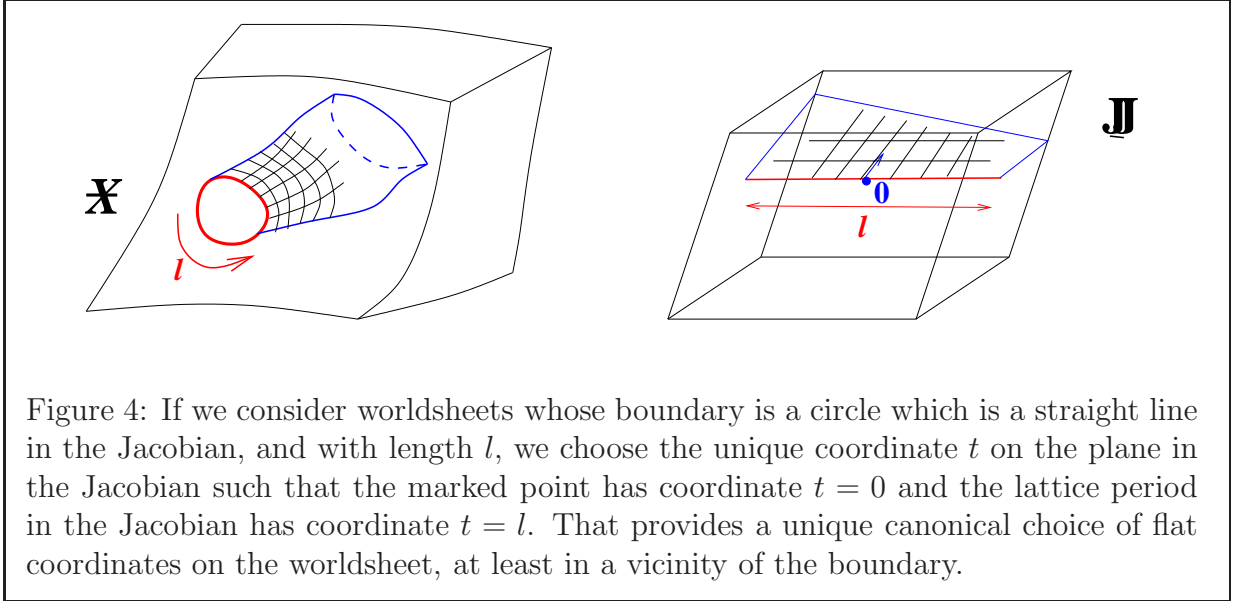 X
J
0
l
l
Figure 4: If we consider worldsheets whose boundary is a circle which is a straight line
in the Jacobian, and with length l, we choose the unique coordinate t on the plane in
the Jacobian such that the marked point has coordinate t = 0 and the lattice period
in the Jacobian has coordinate t = l. That provides a unique canonical choice of flat
coordinates on the worldsheet, at least in a vicinity of the boundary.